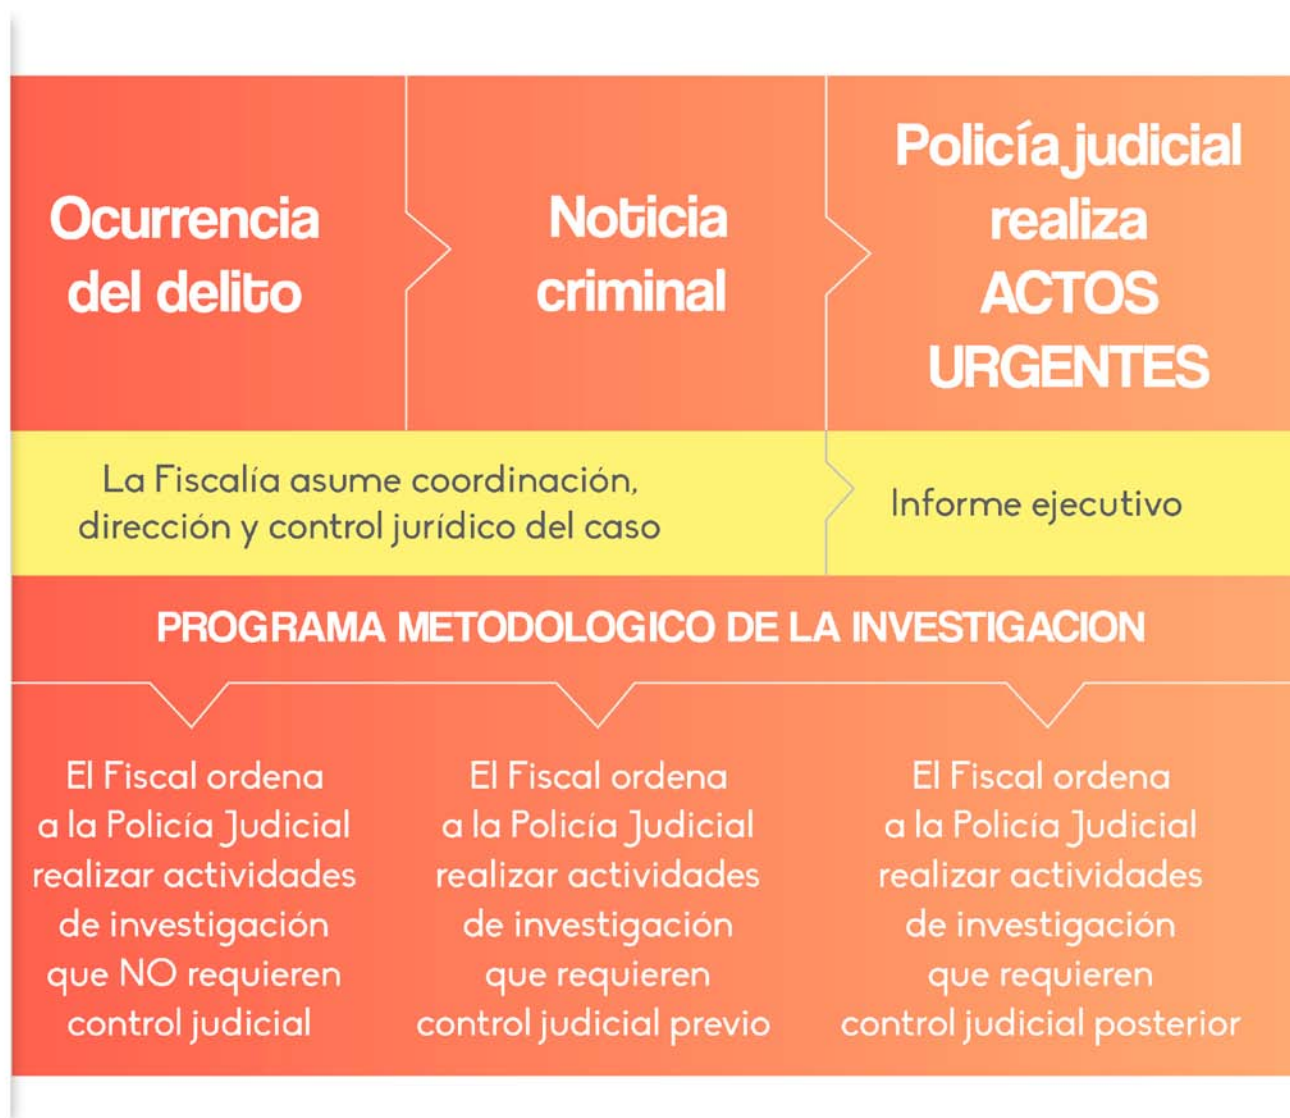 Ocurrencia
del delito
Noticia
criminal
Policía judicial
realiza
ACTOS
URGENTES
La Fiscalía asume coordinación,
dirección y control jurídico del caso
Informe ejecutivo
PROGRAMA METODOLOGICO DE LA INVESTIGACION
El Fiscal ordena
a la Policía Judicial
realizar actividades
de investigación
que NO requieren
control judicial
El Fiscal ordena
a la Policía Judicial
realizar actividades
de investigación
que requieren
control judicial previo
El Fiscal ordena
a la Policía Judicial
realizar actividades
de investigación
que requieren
control judicial posterior